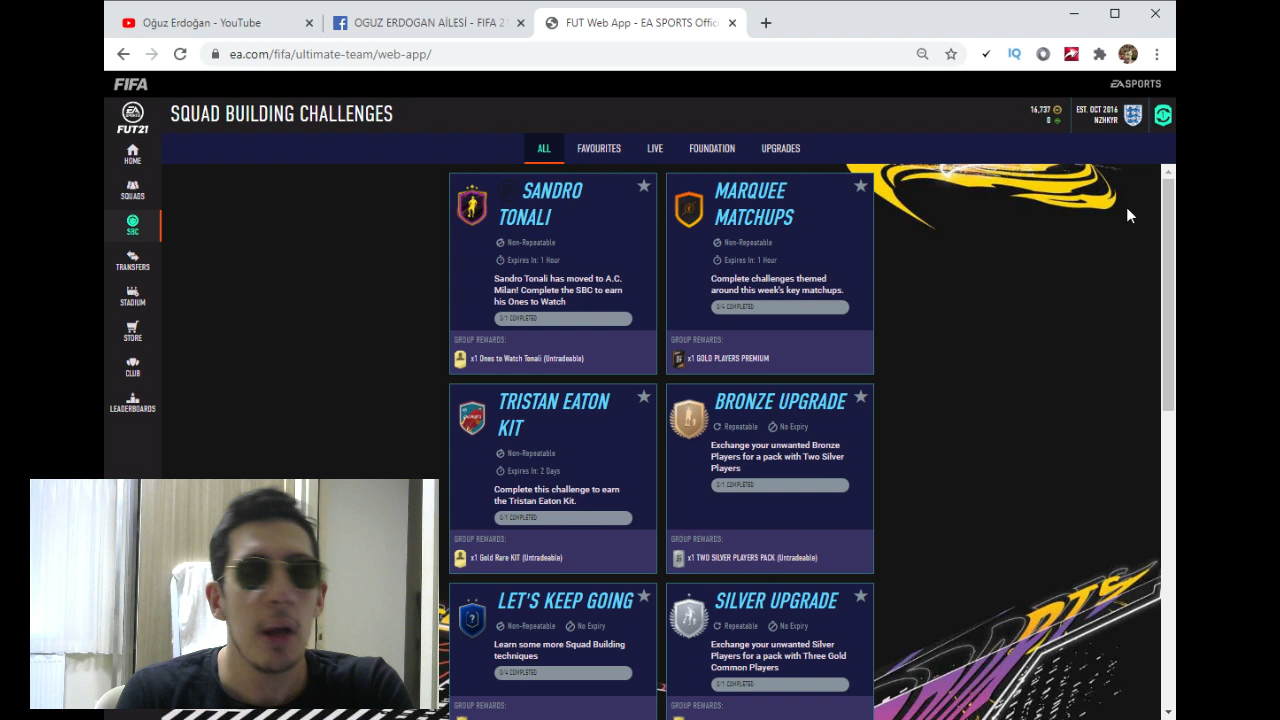 Oğuz Erdoğan - YouTube
OGUZ ERDOGAN AİLESİ - FIFA 21
FUT Web App - EA SPORTS Offici
ea.com/fifa/ultimate-team/web-app/
IQ
FIFA
EA SPORTS
EA
FUT21
SQUAD BUILDING CHALLENGES
16,737
0
EST. OCT 2016
NZHKYR
HOME
SQUADS
SBC
TRANSFERS
STADIUM
STORE
CLUB
LEADERBOARDS
ALL
FAVOURITES
LIVE
FOUNDATION
UPGRADES
SANDRO
TONALI
Non-Repeatable
Expires In: 1 Hour
Sandro Tonali has moved to A.C.
Milan! Complete the SBC to earn
his Ones to Watch
0/1 COMPLETED
GROUP REWARDS:
x1 Ones to Watch Tonali (Untradeable)
MARQUEE
MATCHUPS
Non-Repeatable
Expires In: 1 Hour
Complete challenges themed
around this week's key matchups.
0/4 COMPLETED
GROUP REWARDS:
x1 GOLD PLAYERS PREMIUM
TRISTAN EATON
KIT
Non-Repeatable
Expires In: 2 Days
Complete this challenge to earn
the Tristan Eaton Kit.
0/1 COMPLETED
GROUP REWARDS:
x1 Gold Rare KIT (Untradeable)
BRONZE UPGRADE
Repeatable
No Expiry
Exchange your unwanted Bronze
Players for a pack with Two Silver
Players
0/1 COMPLETED
GROUP REWARDS:
x1 TWO SILVER PLAYERS PACK (Untradeable)
LET'S KEEP GOING
Non-Repeatable
No Expiry
Learn some more Squad Building
techniques
0/4 COMPLETED
GROUP REWARDS:
SILVER UPGRADE
Repeatable
No Expiry
Exchange your unwanted Silver
Players for a pack with Three Gold
Common Players
0/1 COMPLETED
GROUP REWARDS: